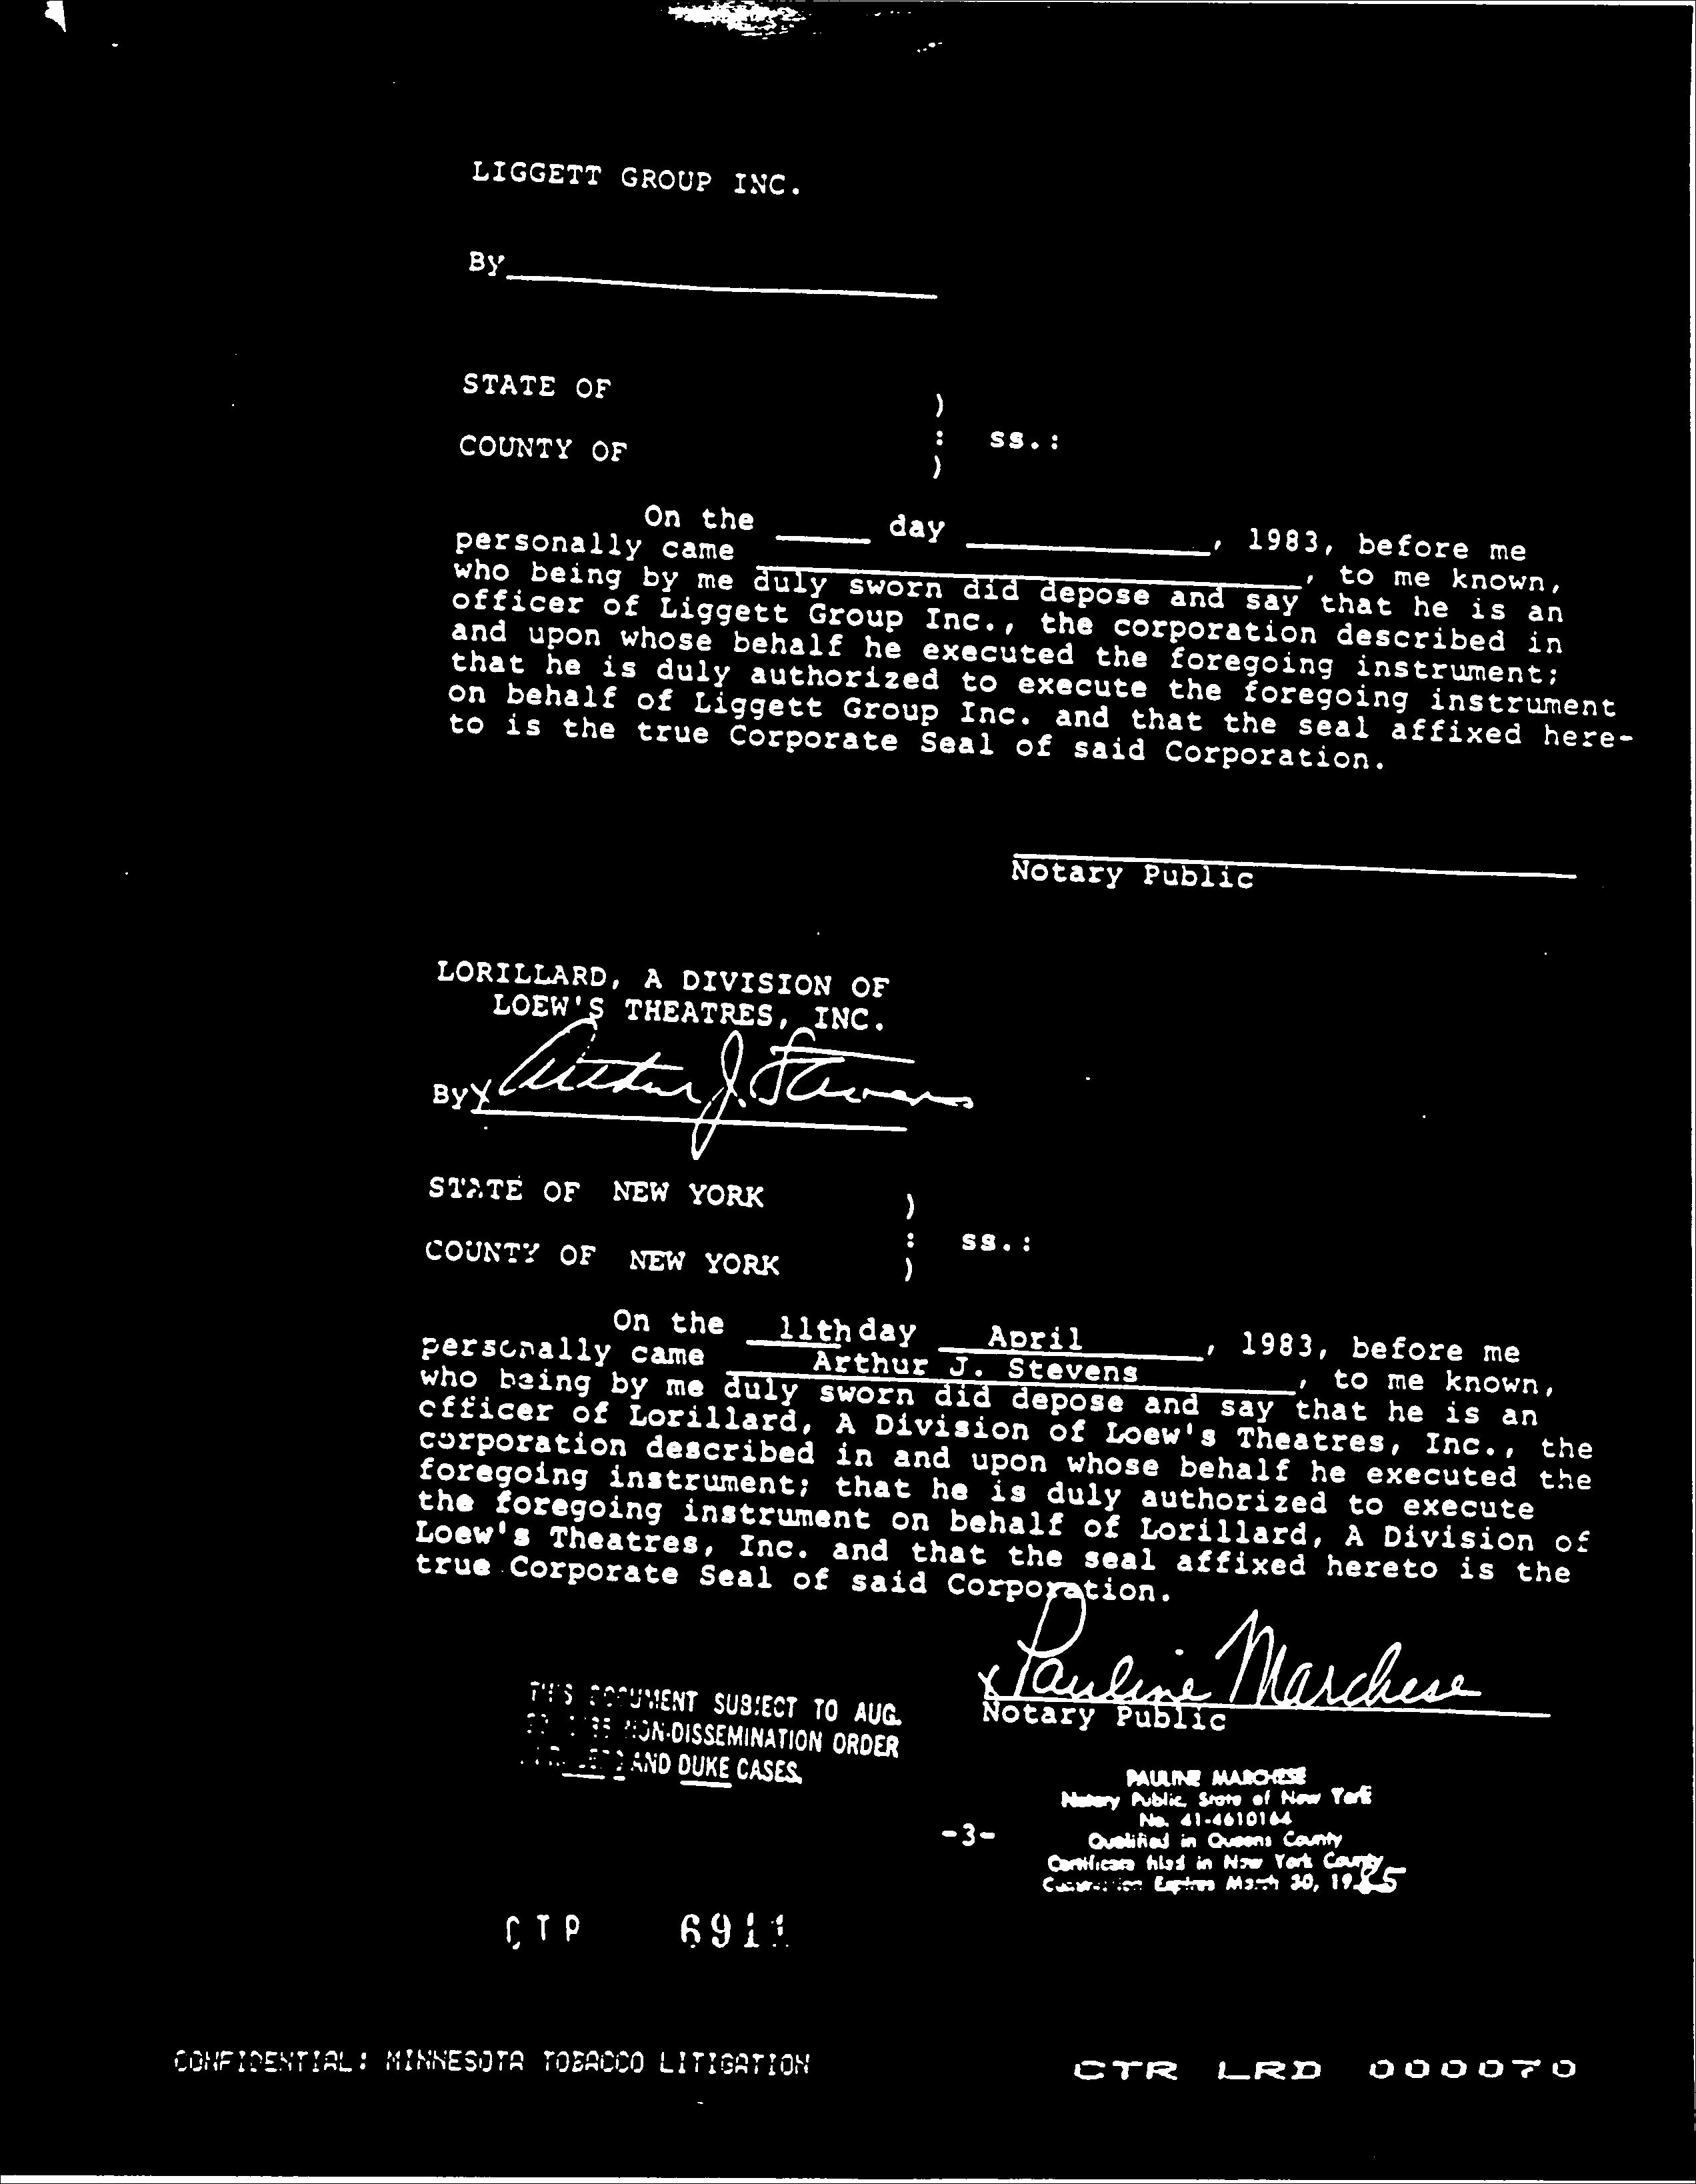 LIGGETT GROUP INC.
By
STATE OF )
: ss.:
COUNTY OF )
On the _____ day __________, 1983, before me
personally came ____________________, to me known,
who being by me duly sworn did depose and say that he is an
officer of Liggett Group Inc., the corporation described in
and upon whose behalf he executed the foregoing instrument;
that he is duly authorized to execute the foregoing instrument
on behalf of Liggett Group Inc. and that the seal affixed here-
to is the true Corporate Seal of said Corporation.
Notary Public
LORILLARD, A DIVISION OF
LOEW'S THEATRES, INC.
By x Arthur J. Stevens
STATE OF NEW YORK )
: ss.:
COUNTY OF NEW YORK )
On the 11th day April, 1983, before me
personally came Arthur J. Stevens, to me known,
who being by me duly sworn did depose and say that he is an
officer of Lorillard, A Division of Loew's Theatres, Inc., the
corporation described in and upon whose behalf he executed the
foregoing instrument; that he is duly authorized to execute
the foregoing instrument on behalf of Lorillard, A Division of
Loew's Theatres, Inc. and that the seal affixed hereto is the
true Corporate Seal of said Corporation.
x Pauline Marchese
Notary Public
THIS DOCUMENT SUBJECT TO AUG.
NON-DISSEMINATION ORDER
AND DUKE CASES.
PAULINE MARCHESE
Notary Public, State of New York
No. 41-4610164
Qualified in Queens County
Certificate filed in New York County
Commission Expires March 30, 1985
-3-
CTP 6911
CONFIDENTIAL: MINNESOTA TOBACCO LITIGATION
CTR LRD 000070